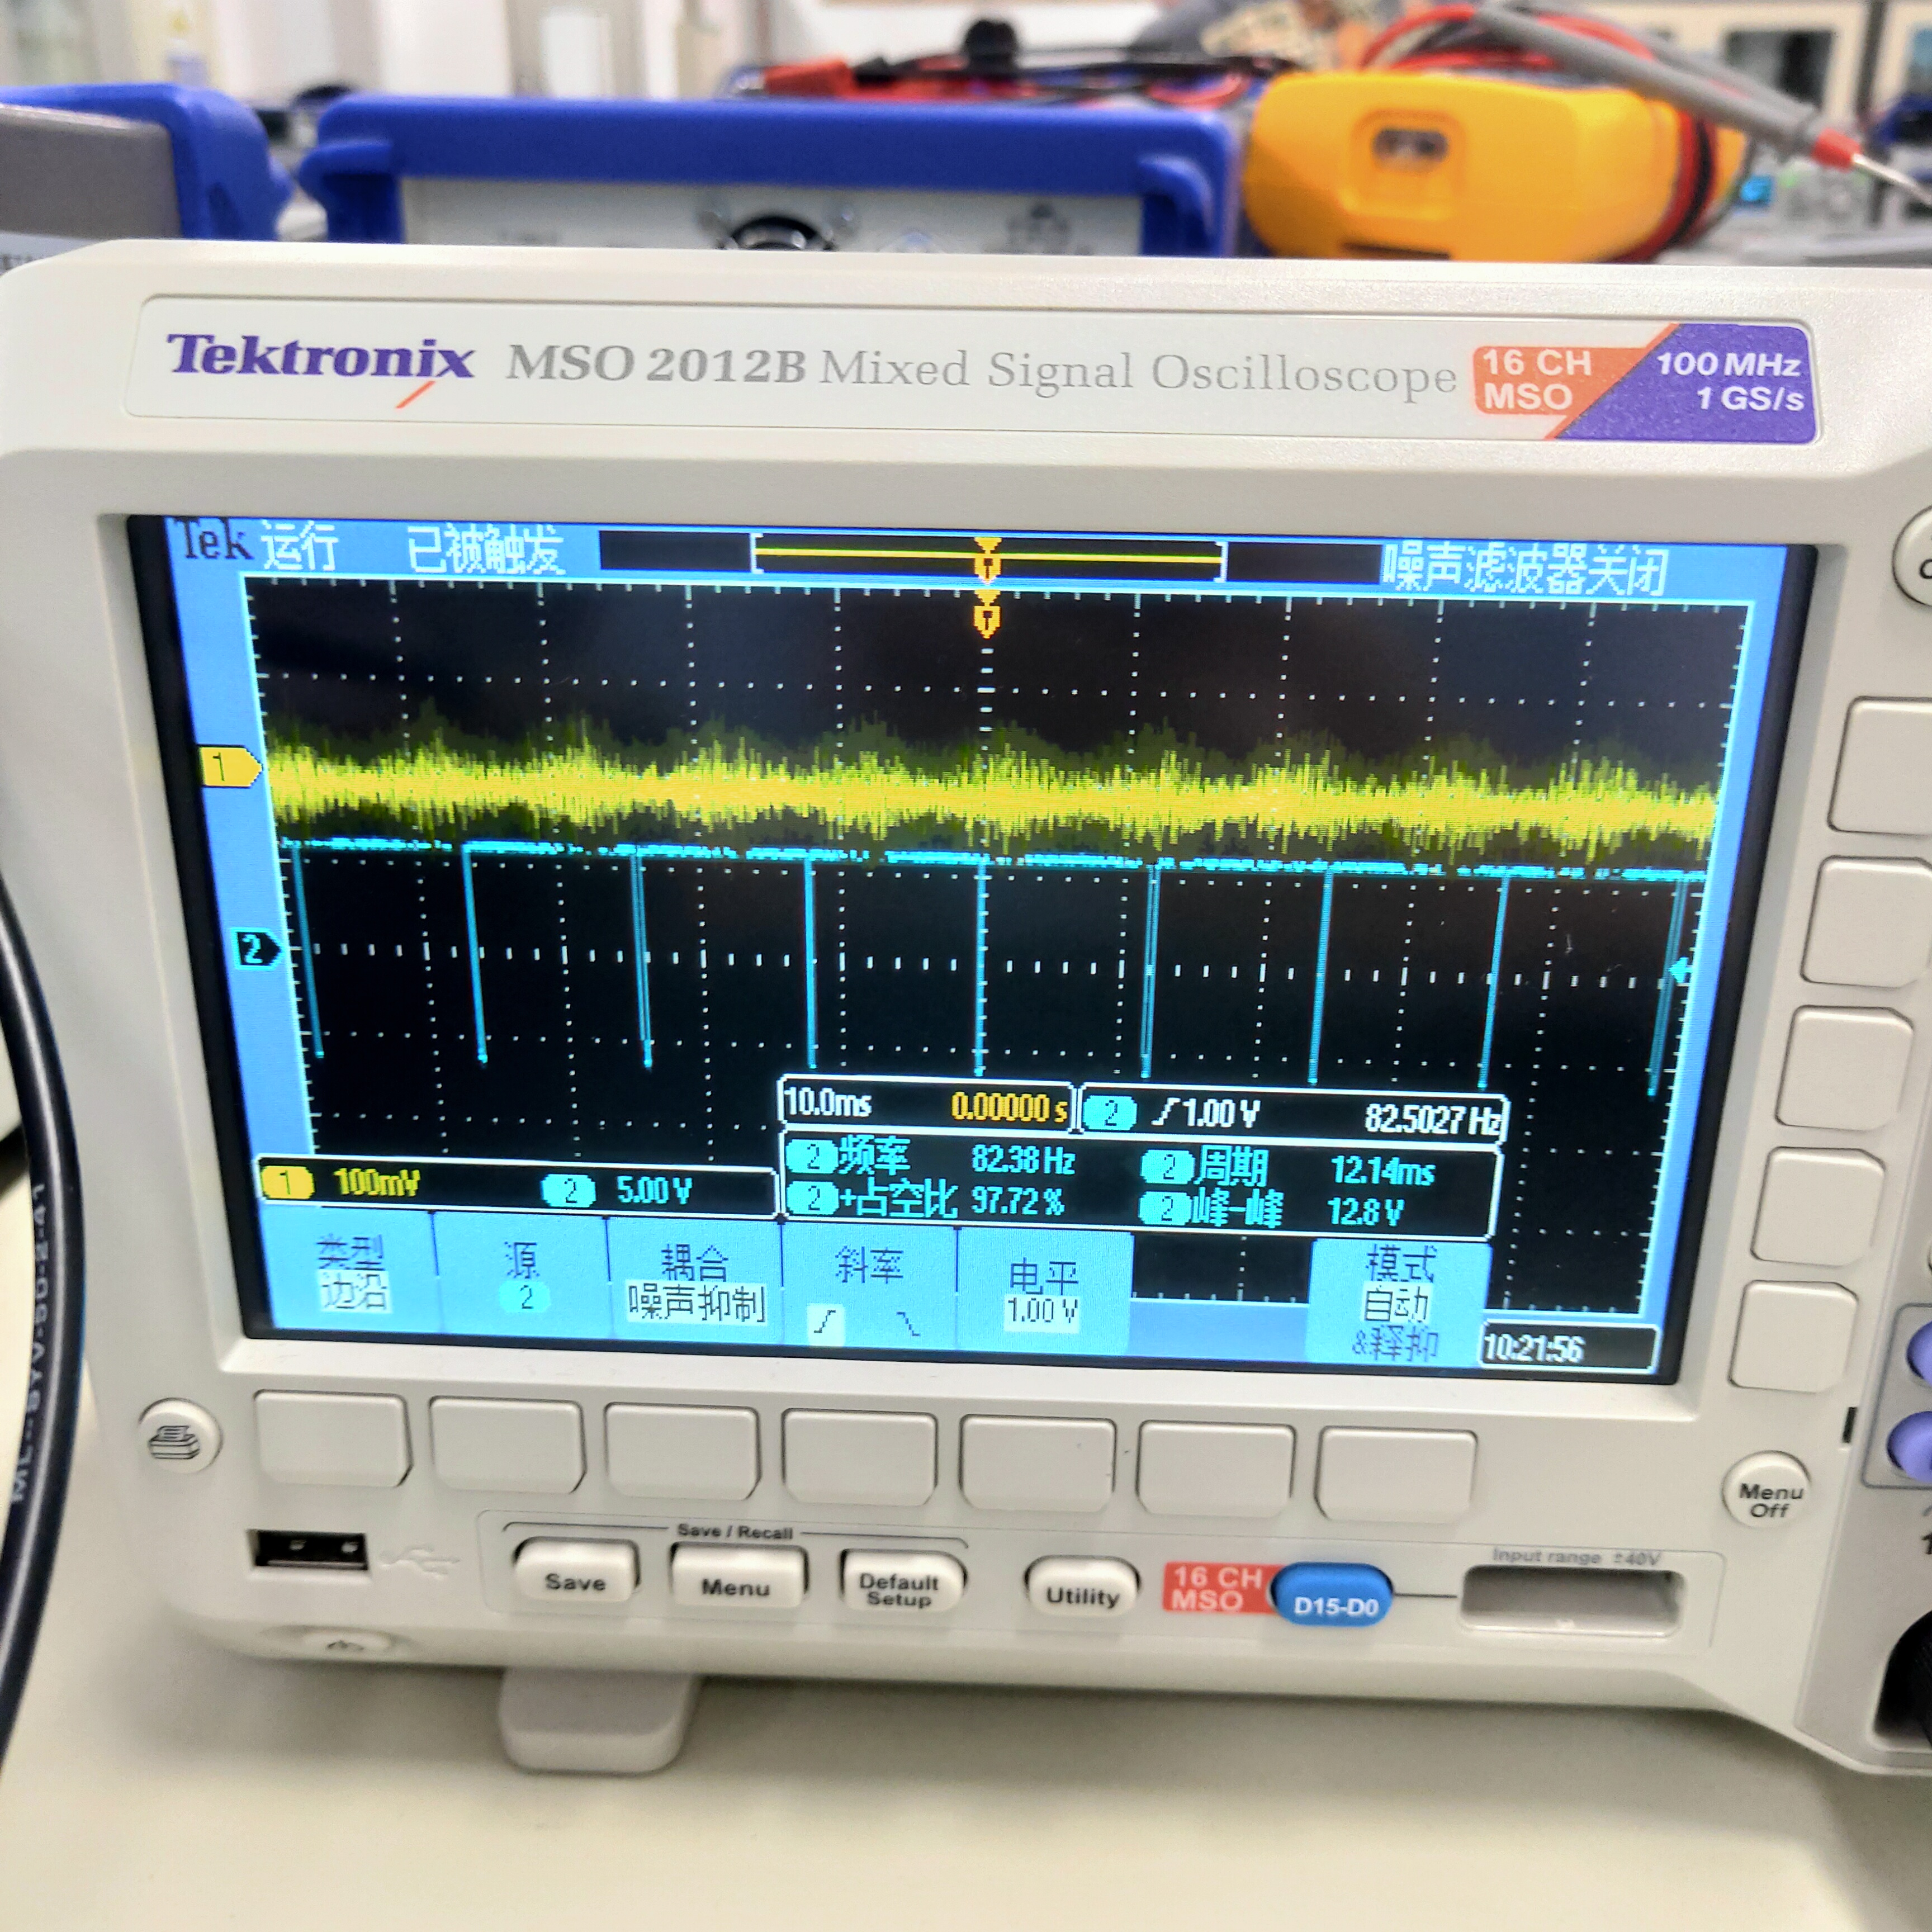 Tektronix MSO 2012B Mixed Signal Oscilloscope
16 CH
MSO
100 MHz
1 GS/s
Tek 运行 已被触发 噪声滤波器关闭
1
2
10.0ms 0.00000 s
2 1.00 V 82.5027 Hz
2 频率 82.38 Hz 2 周期 12.14ms
2 +占空比 97.72 % 2 峰-峰 12.8 V
1 100mV 2 5.00 V
类型
边沿
源
2
耦合
噪声抑制
斜率
电平
1.00 V
模式
自动
&释抑
10:21:56
Menu
Off
Save / Recall
Save
Menu
Default
Setup
Utility
16 CH
MSO
D15-D0
Input range ±40V